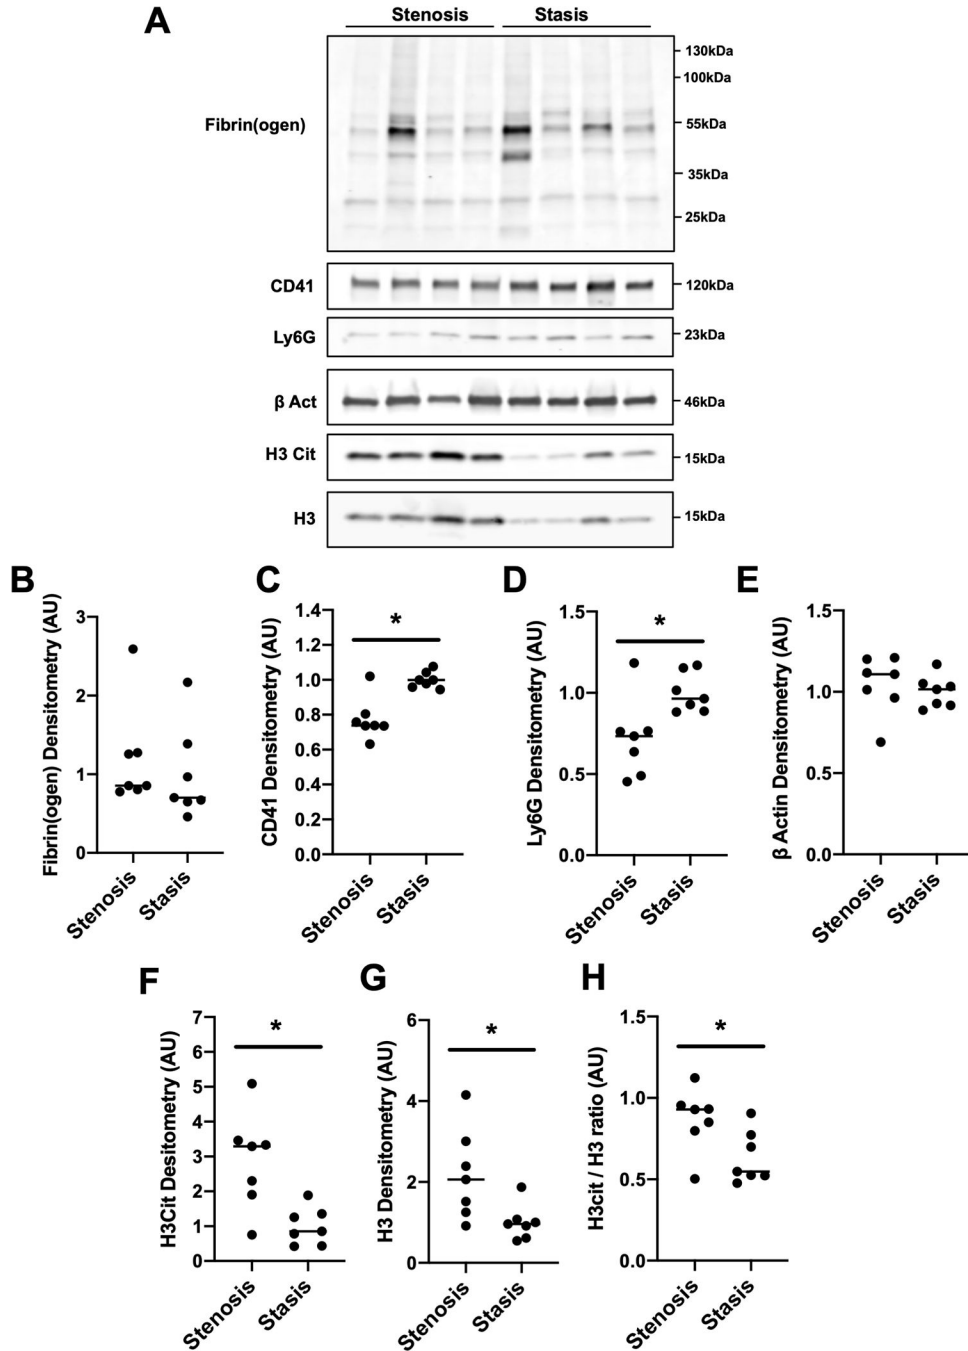 A
Stenosis Stasis
Fibrin(ogen)
130kDa
100kDa
55kDa
35kDa
25kDa
CD41 120kDa
Ly6G 23kDa
β Act 46kDa
H3 Cit 15kDa
H3 15kDa
B
Fibrin(ogen) Densitometry (AU)
3
2
1
0
Stenosis
Stasis
C
CD41 Densitometry (AU)
1.4
1.2
1.0
0.8
0.6
0.4
0.2
0.0
*
Stenosis
Stasis
D
Ly6G Densitometry (AU)
1.5
1.0
0.5
0.0
*
Stenosis
Stasis
E
β Actin Densitometry (AU)
1.5
1.0
0.5
0.0
Stenosis
Stasis
F
H3Cit Desitometry (AU)
7
6
5
4
3
2
1
0
*
Stenosis
Stasis
G
H3 Densitometry (AU)
6
4
2
0
*
Stenosis
Stasis
H
H3cit / H3 ratio (AU)
1.5
1.0
0.5
0.0
*
Stenosis
Stasis